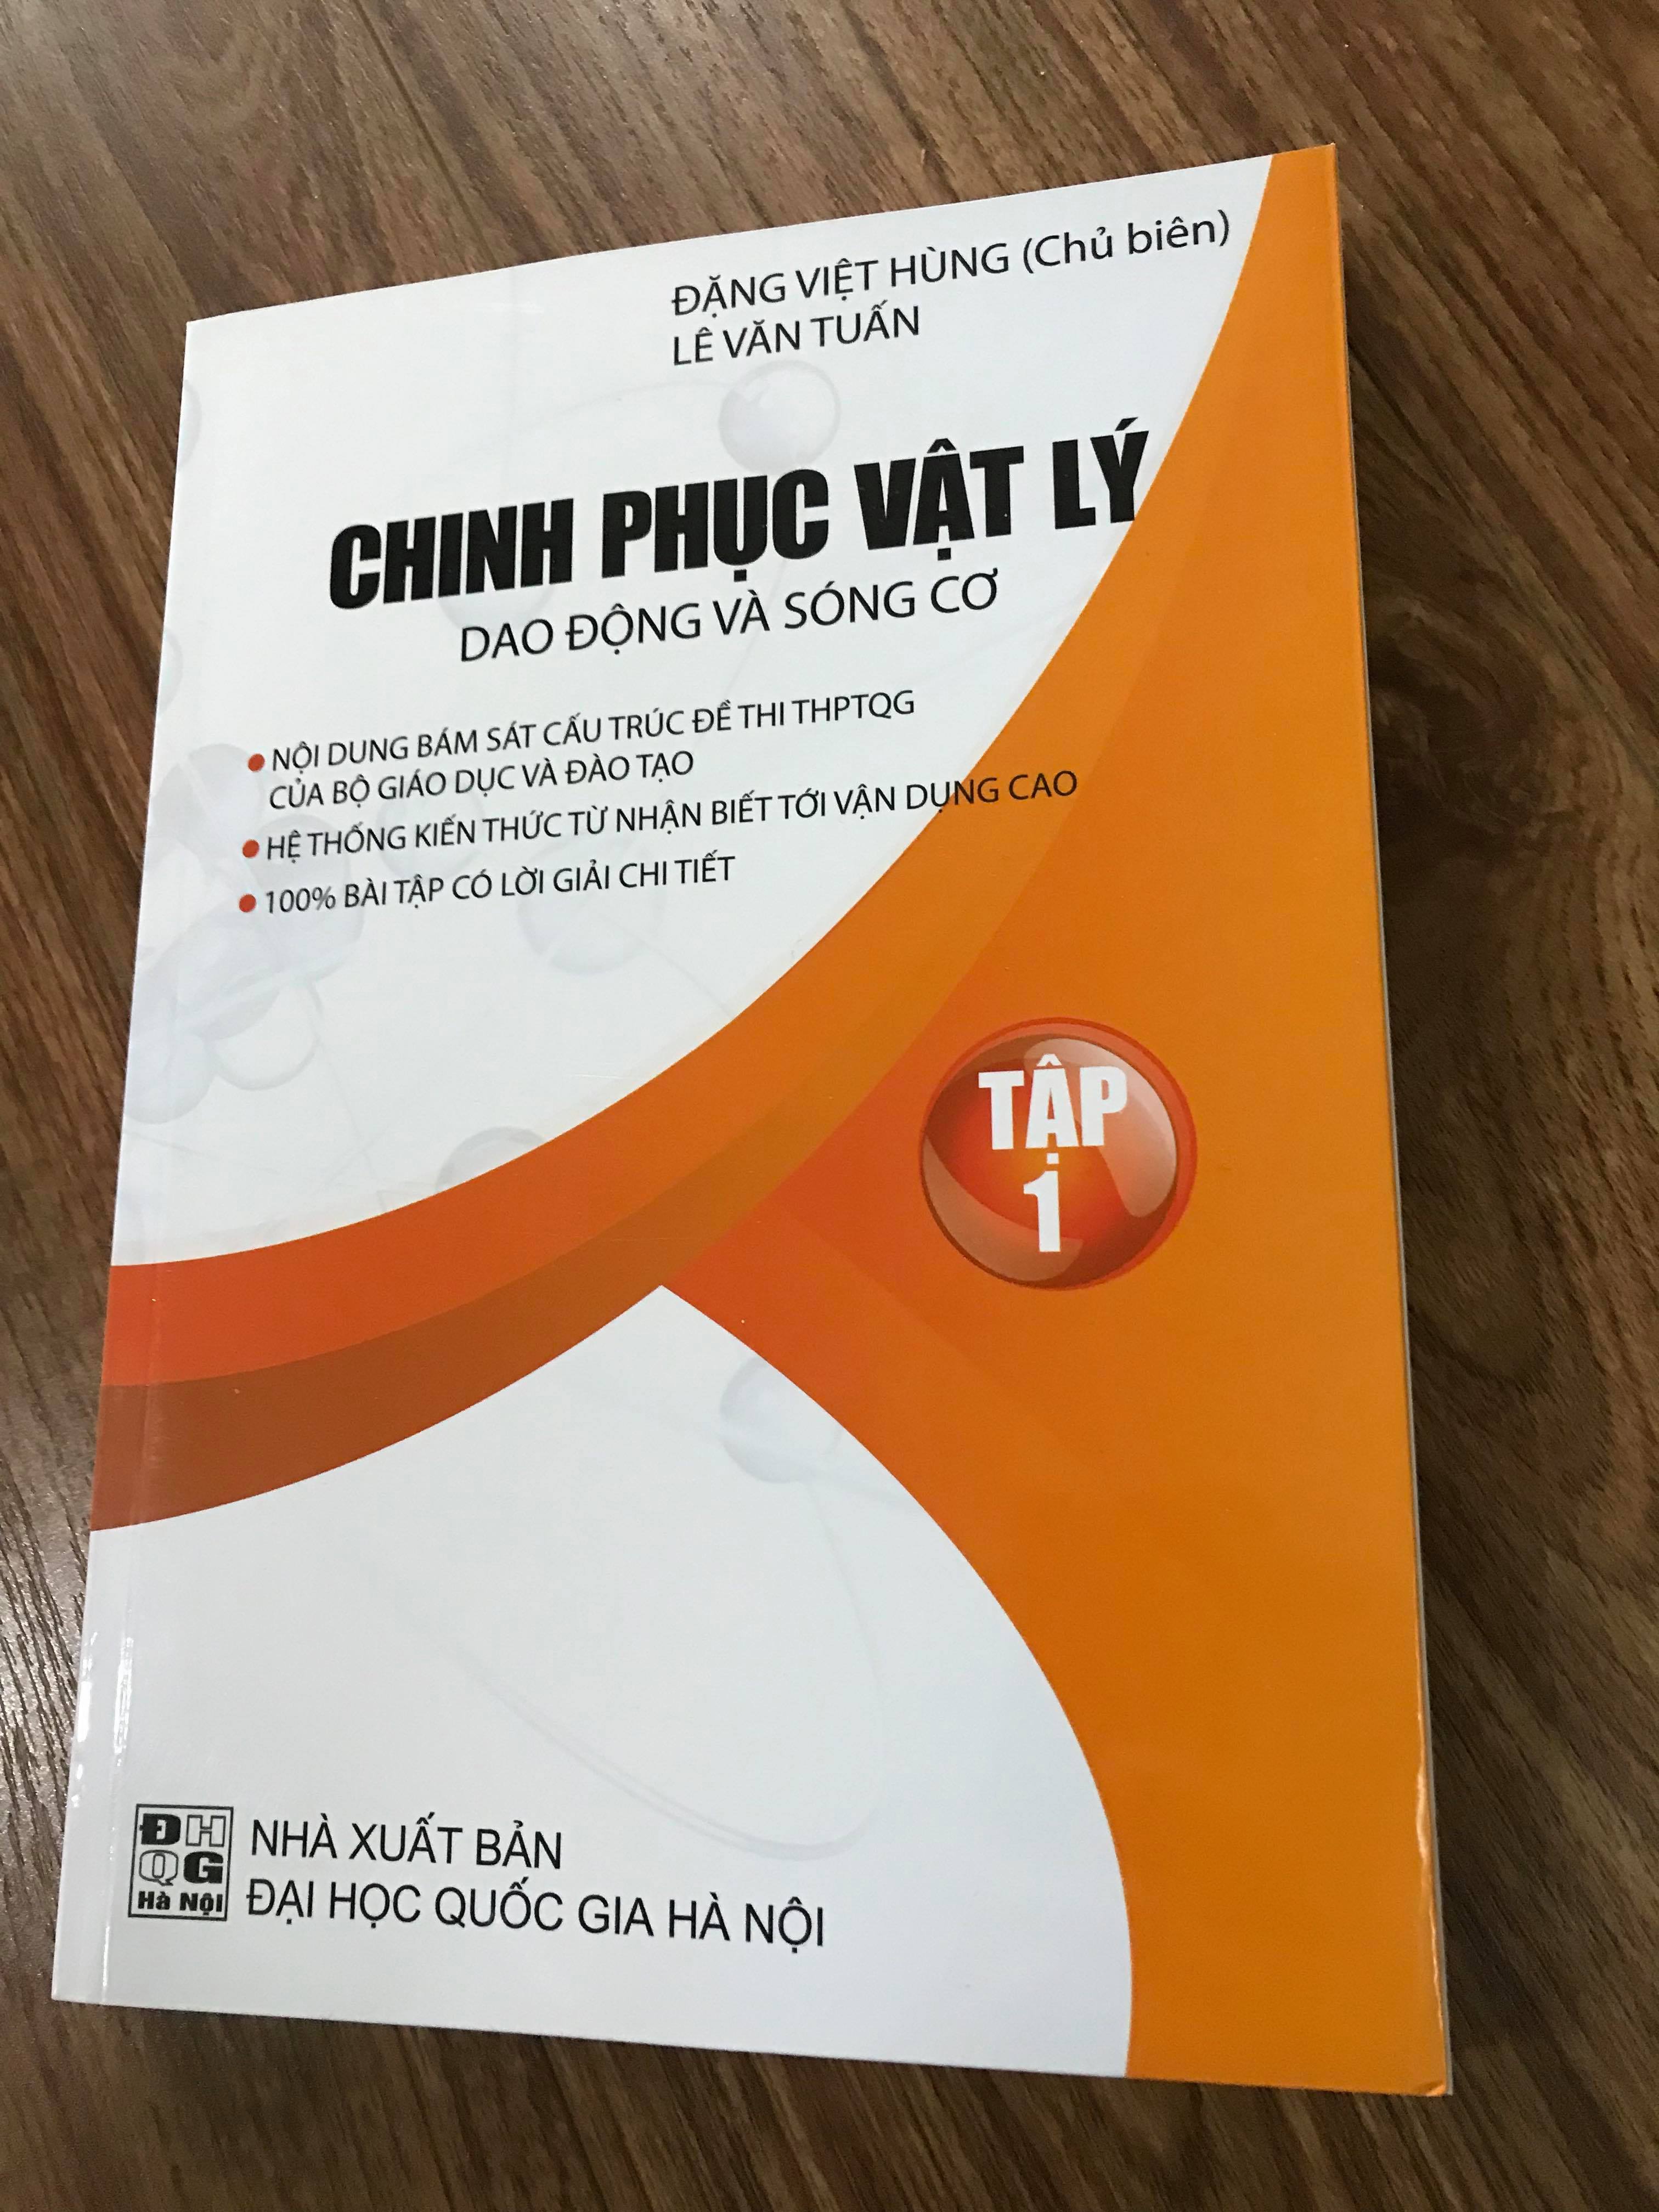 ĐẶNG VIỆT HÙNG (Chủ biên)
LÊ VĂN TUẤN
CHINH PHỤC VẬT LÝ
DAO ĐỘNG VÀ SÓNG CƠ
NỘI DUNG BÁM SÁT CẤU TRÚC ĐỀ THI THPTQG
CỦA BỘ GIÁO DỤC VÀ ĐÀO TẠO
HỆ THỐNG KIẾN THỨC TỪ NHẬN BIẾT TỚI VẬN DỤNG CAO
100% BÀI TẬP CÓ LỜI GIẢI CHI TIẾT
TẬP
1
ĐH
QG
Hà Nội
NHÀ XUẤT BẢN
ĐẠI HỌC QUỐC GIA HÀ NỘI